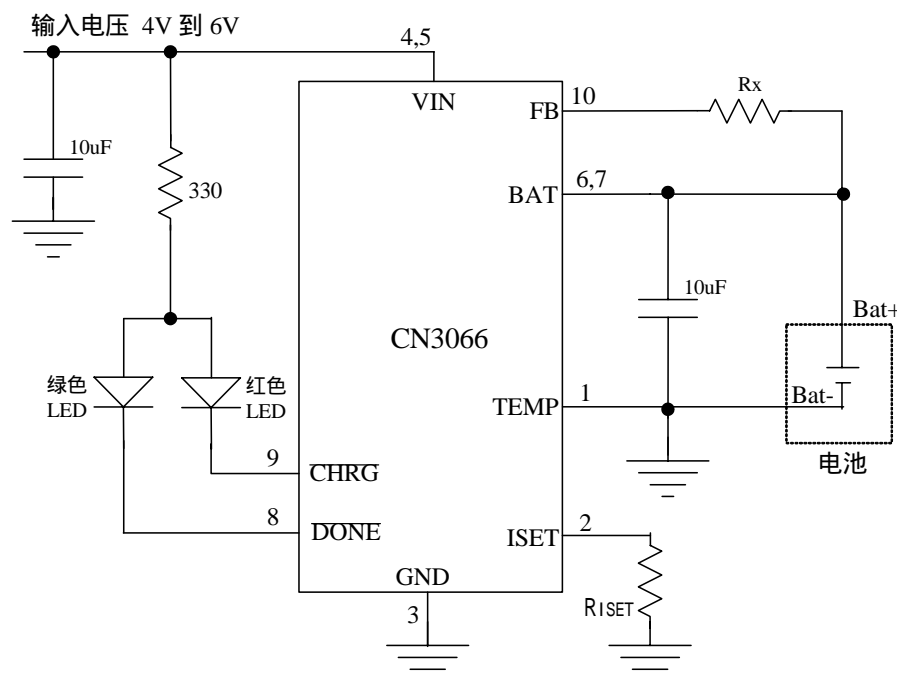 输入电压 4V 到 6V
4,5
VIN
FB
10
Rx
10uF
330
BAT
6,7
10uF
Bat+
CN3066
绿色
LED
红色
LED
TEMP
1
Bat-
电池
9
CHRG
8
DONE
ISET
2
GND
3
RISET